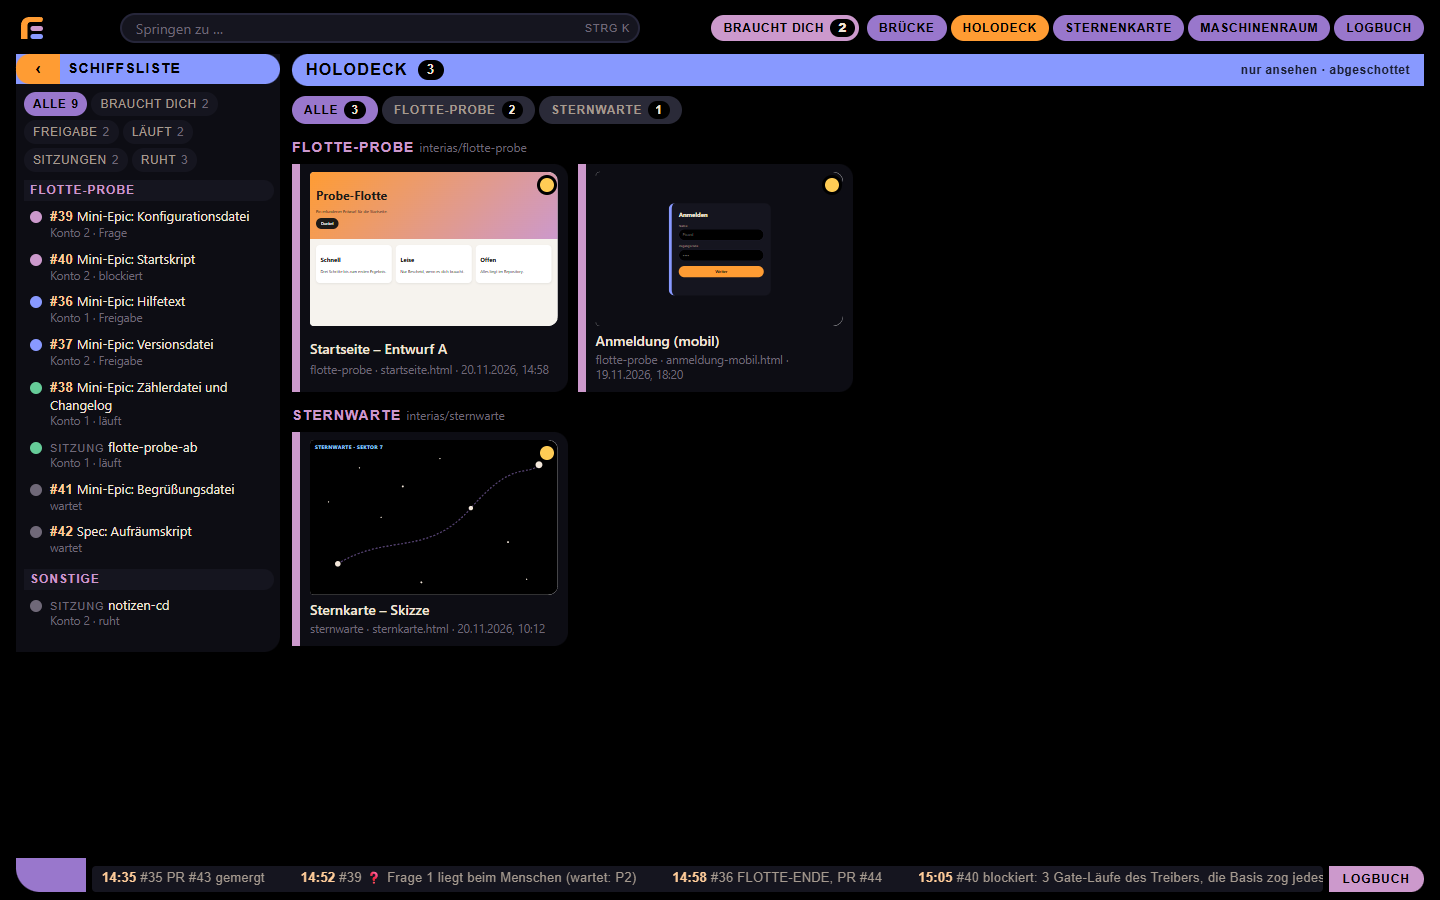 Springen zu ... STRG K
BRAUCHT DICH 2
BRÜCKE
HOLODECK
STERNENKARTE
MASCHINENRAUM
LOGBUCH
‹ SCHIFFSLISTE
ALLE 9 BRAUCHT DICH 2
FREIGABE 2 LÄUFT 2
SITZUNGEN 2 RUHT 3
FLOTTE-PROBE
#39 Mini-Epic: Konfigurationsdatei
Konto 2 · Frage
#40 Mini-Epic: Startskript
Konto 2 · blockiert
#36 Mini-Epic: Hilfetext
Konto 1 · Freigabe
#37 Mini-Epic: Versionsdatei
Konto 2 · Freigabe
#38 Mini-Epic: Zählerdatei und
Changelog
Konto 1 · läuft
SITZUNG flotte-probe-ab
Konto 1 · läuft
#41 Mini-Epic: Begrüßungsdatei
wartet
#42 Spec: Aufräumskript
wartet
SONSTIGE
SITZUNG notizen-cd
Konto 2 · ruht
HOLODECK 3 nur ansehen · abgeschottet
ALLE 3 FLOTTE-PROBE 2 STERNWARTE 1
FLOTTE-PROBE interias/flotte-probe
Probe-Flotte
Schnell
Leise
Offen
Startseite – Entwurf A
flotte-probe · startseite.html · 20.11.2026, 14:58
Anmelden
Weiter
Anmeldung (mobil)
flotte-probe · anmeldung-mobil.html ·
19.11.2026, 18:20
STERNWARTE interias/sternwarte
STERNWARTE · SEKTOR 7
Sternkarte – Skizze
sternwarte · sternkarte.html · 20.11.2026, 10:12
14:35 #35 PR #43 gemergt 14:52 #39 ❓ Frage 1 liegt beim Menschen (wartet: P2) 14:58 #36 FLOTTE-ENDE, PR #44 15:05 #40 blockiert: 3 Gate-Läufe des Treibers, die Basis zog jedes
LOGBUCH